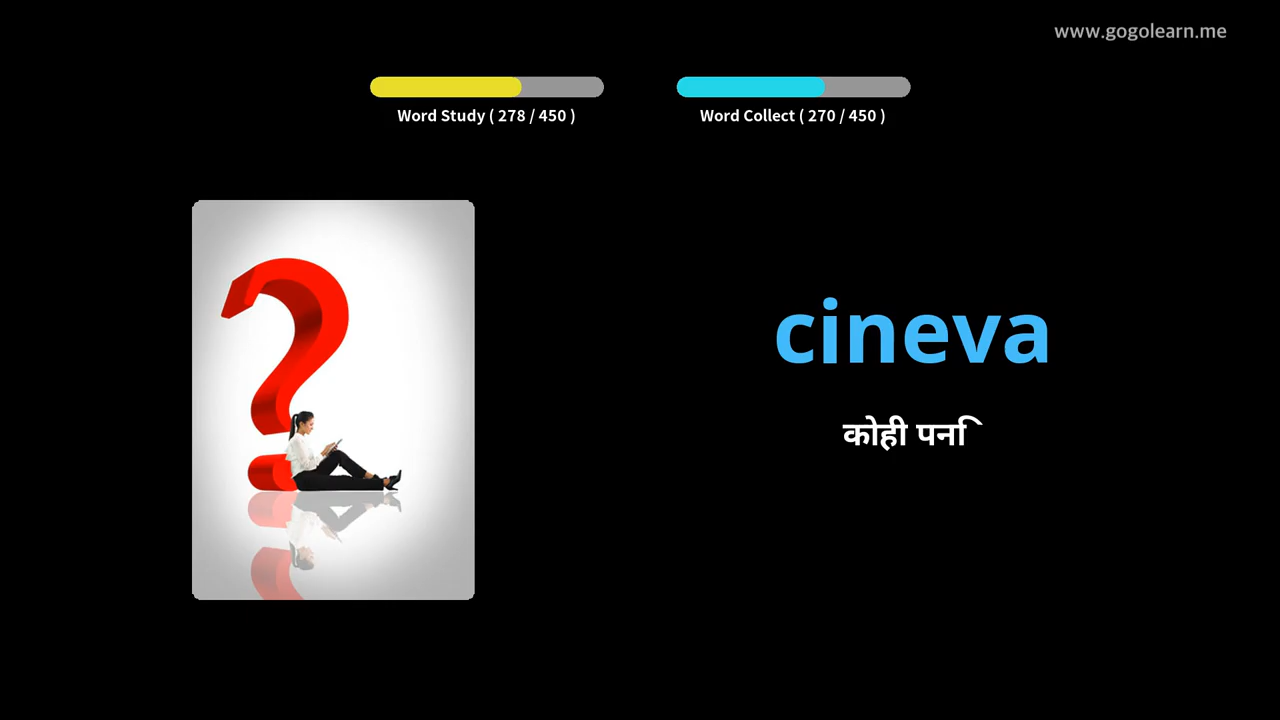 www.gogolearn.me
Word Study ( 278 / 450 )
Word Collect ( 270 / 450 )
cineva
कोही पनि